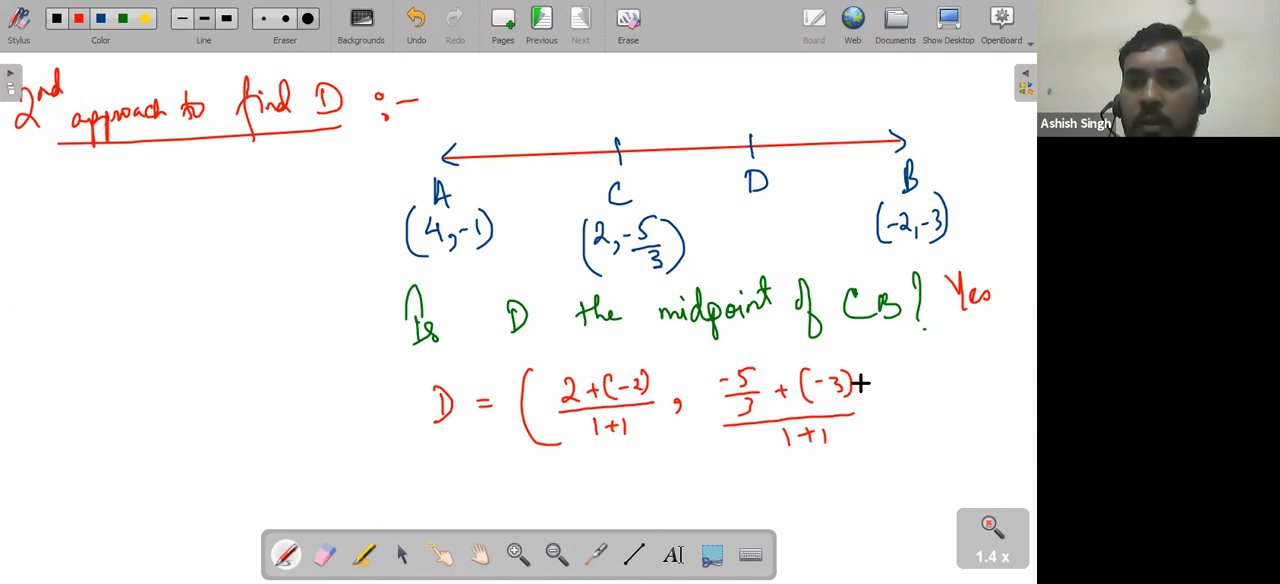 Stylus Color Line Eraser Backgrounds Undo Redo Pages Previous Next Erase Board Web Documents Show Desktop OpenBoard
Ashish Singh
2nd approach to find D :-
A C D B
(4,-1) (2,-5/3) (-2,-3)
Is D the midpoint of CB? Yes
D = ( 2+(-2)/1+1 , -5/3+(-3)/1+1
1.4 x